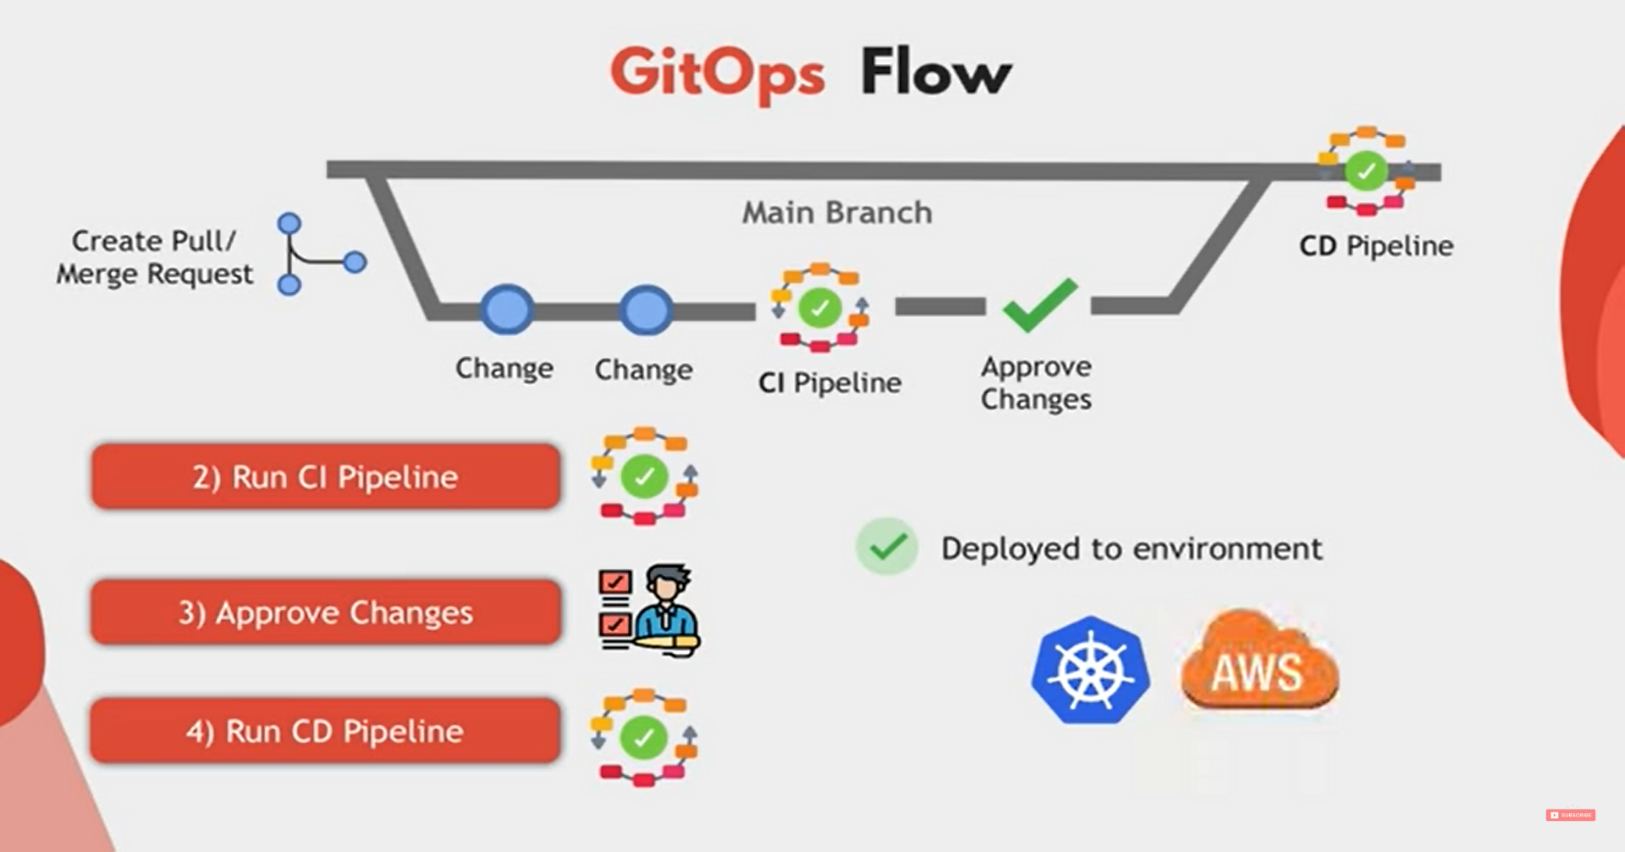 GitOps Flow
Main Branch
Create Pull/
Merge Request
CD Pipeline
Change
Change
CI Pipeline
Approve
Changes
2) Run CI Pipeline
3) Approve Changes
4) Run CD Pipeline
Deployed to environment
AWS
SUBSCRIBE